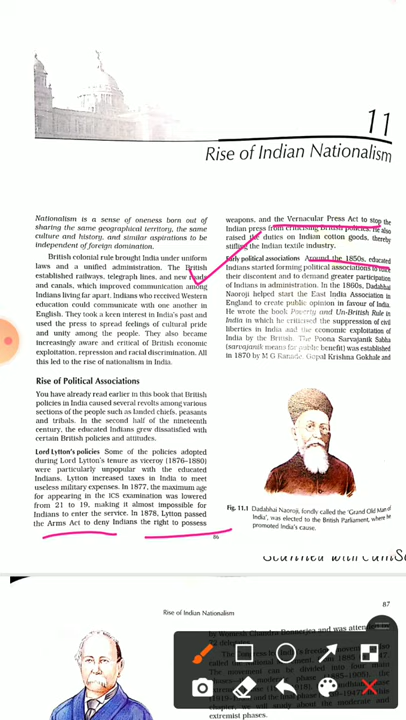 11
Rise of Indian Nationalism
Nationalism is a sense of oneness born out of
sharing the same geographical territory, the same
culture and history, and similar aspirations to be
independent of foreign domination.
British colonial rule brought India under uniform
laws and a unified administration. The British
established railways, telegraph lines, and new roads
and canals, which improved communication among
Indians living far apart. Indians who received Western
education could communicate with one another in
English. They took a keen interest in India's past and
used the press to spread feelings of cultural pride
and unity among the people. They also became
increasingly aware and critical of British economic
exploitation, repression and racial discrimination. All
this led to the rise of nationalism in India.
Rise of Political Associations
You have already read earlier in this book that British
policies in India caused several revolts among various
sections of the people such as landed chiefs, peasants
and tribals. In the second half of the nineteenth
century, the educated Indians grew dissatisfied with
certain British policies and attitudes.
Lord Lytton's policies Some of the policies adopted
during Lord Lytton's tenure as viceroy (1876–1880)
were particularly unpopular with the educated
Indians. Lytton increased taxes in India to meet
useless military expenses. In 1877, the maximum age
for appearing in the ICS examination was lowered
from 21 to 19, making it almost impossible for
Indians to enter the service. In 1878, Lytton passed
the Arms Act to deny Indians the right to possess
weapons, and the Vernacular Press Act to stop the
Indian press from criticising British policies. He also
raised the duties on Indian cotton goods, thereby
stifling the Indian textile industry.
Early political associations Around the 1850s, educated
Indians started forming political associations to
their discontent and to demand greater participation
of Indians in administration. In the 1860s, Dadabhai
Naoroji helped start the East India Association in
England to create public opinion in favour of India.
He wrote the book Poverty and Un-British Rule in
India in which he criticised the suppression of civil
liberties in India and the economic exploitation of
India by the British. The Poona Sarvajanik Sabha
(sarvajanik means for public benefit) was established
in 1870 by M G Ranade, Gopal Krishna Gokhale and
Fig. 11.1 Dadabhai Naoroji, fondly called the 'Grand Old Man of
India', was elected to the British Parliament, where he
promoted India's cause.
86
Scanned with CamSc
87
Rise of Indian Nationalism
by Womesh Chandra Bonnerjea and was
72 delegates
extremist phases.